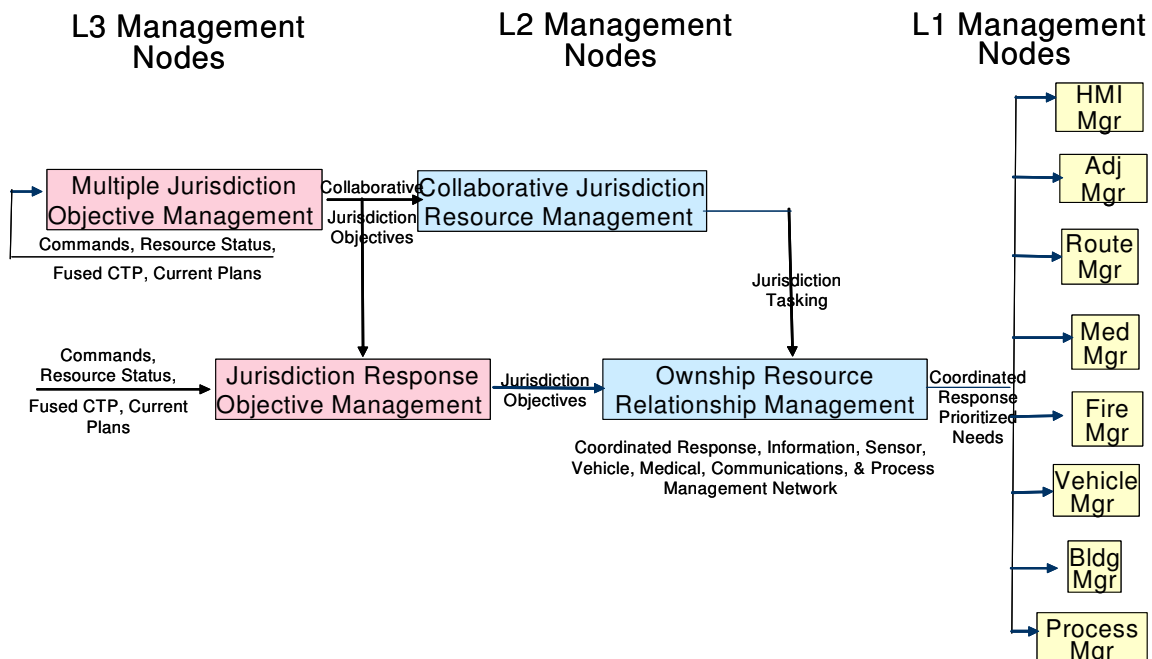 L3 Management
Nodes
L2 Management
Nodes
L1 Management
Nodes
Multiple Jurisdiction
Objective Management
Collaborative
Jurisdiction
Objectives
Collaborative Jurisdiction
Resource Management
Commands, Resource Status,
Fused CTP, Current Plans
Jurisdiction
Tasking
Commands,
Resource Status,
Fused CTP, Current
Plans
Jurisdiction Response
Objective Management
Jurisdiction
Objectives
Ownship Resource
Relationship Management
Coordinated Response, Information, Sensor,
Vehicle, Medical, Communications, & Process
Management Network
Coordinated
Response
Prioritized
Needs
HMI
Mgr
Adj
Mgr
Route
Mgr
Med
Mgr
Fire
Mgr
Vehicle
Mgr
Bldg
Mgr
Process
Mgr